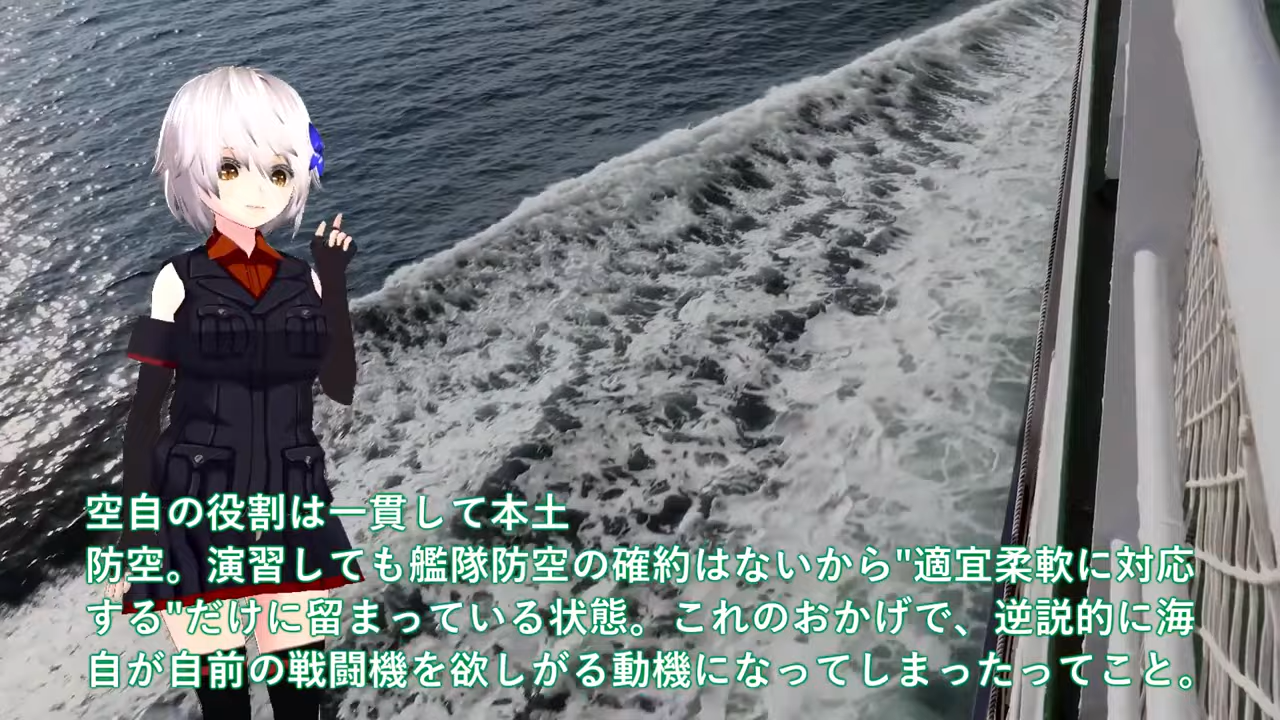 空自の役割は一貫して本土
防空。演習しても艦隊防空の確約はないから"適宜柔軟に対応
する"だけに留まっている状態。これのおかげで、逆説的に海
自が自前の戦闘機を欲しがる動機になってしまったってこと。